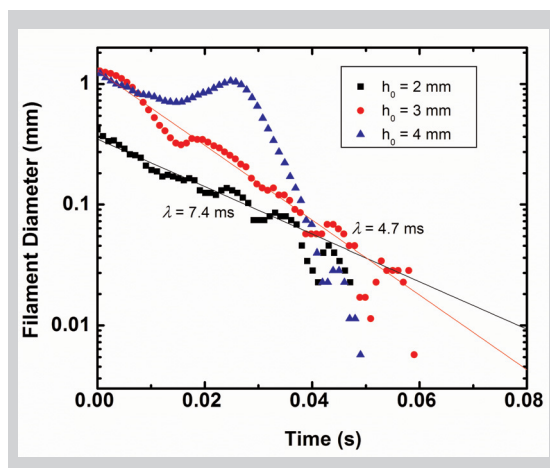 h₀ = 2 mm
h₀ = 3 mm
h₀ = 4 mm
1
0.1
0.01
Filament Diameter (mm)
λ = 7.4 ms
λ = 4.7 ms
0.00 0.02 0.04 0.06 0.08
Time (s)